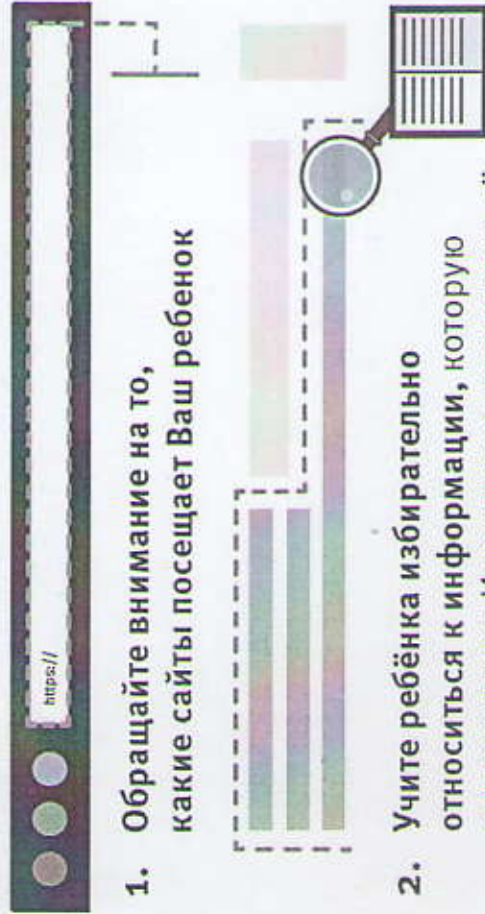 https://
1. Обращайте внимание на то,
какие сайты посещает Ваш ребенок
2. Учите ребёнка избирательно
относиться к информации, которую